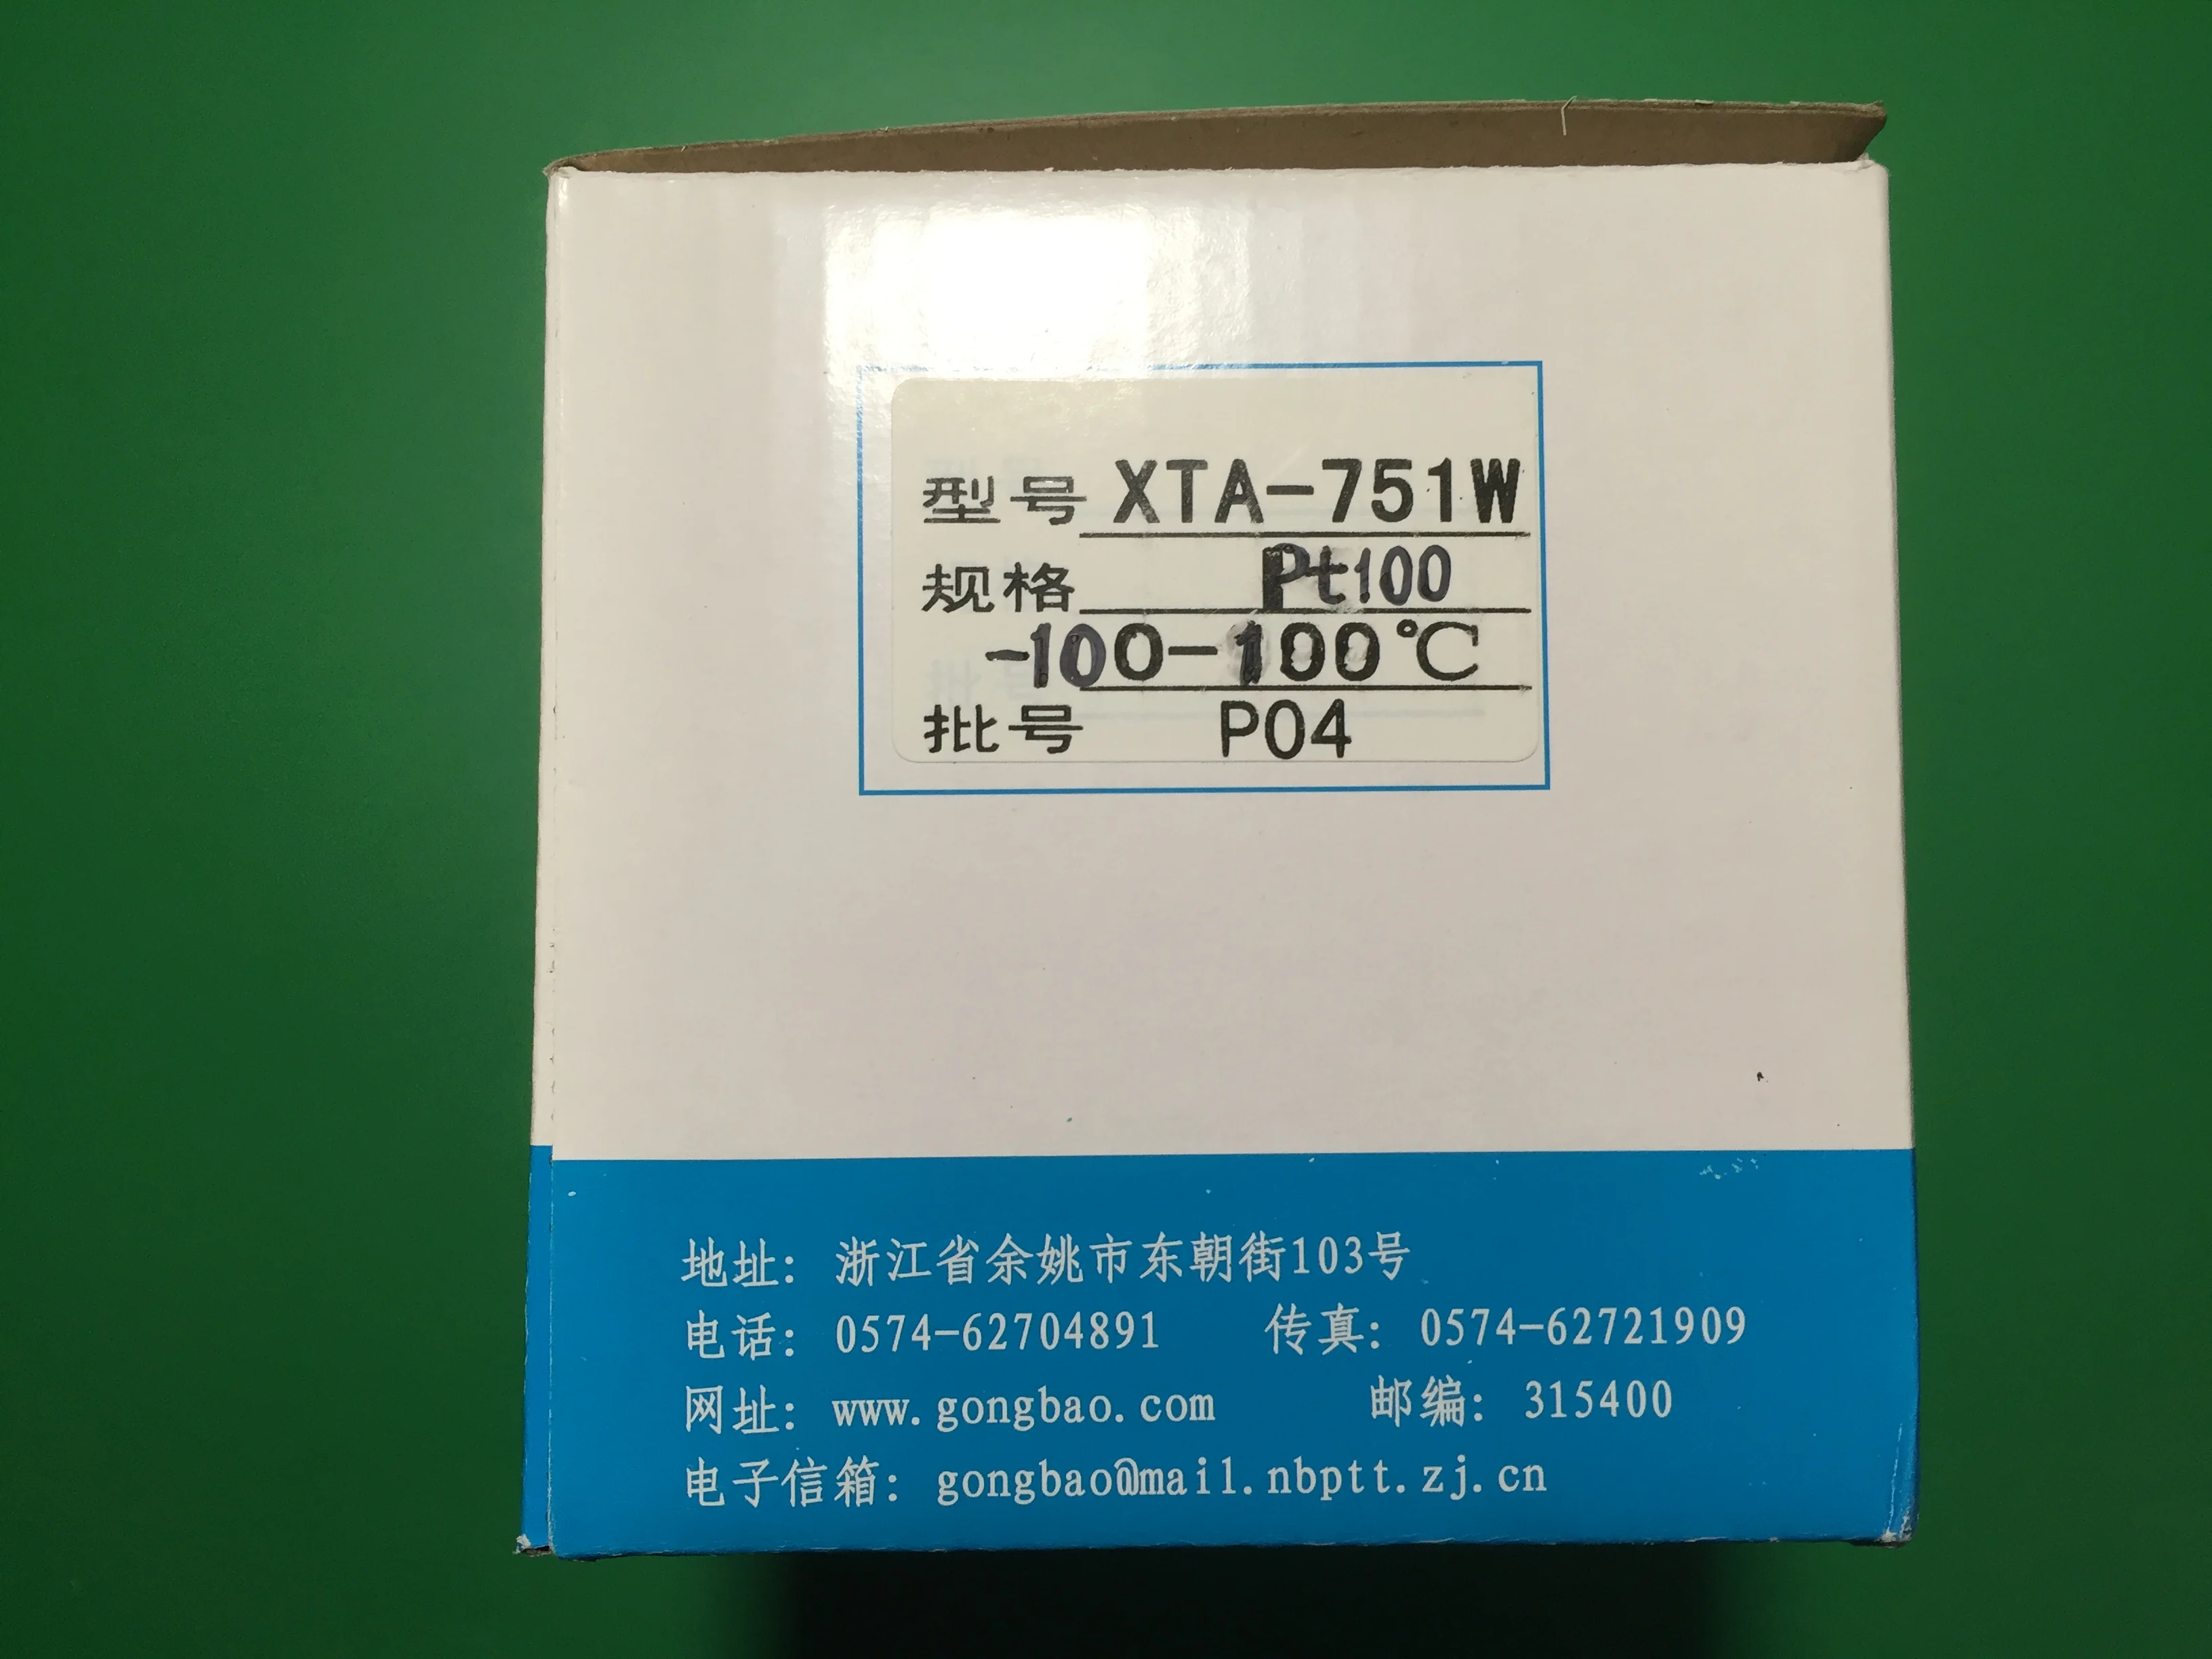 型号 XTA-751W
规格 Pt100
-100-100℃
批号 P04
地址：浙江省余姚市东朝街103号
电话：0574-62704891 传真：0574-62721909
网址：www.gongbao.com 邮编：315400
电子信箱：gongbao@mail.nbptt.zj.cn